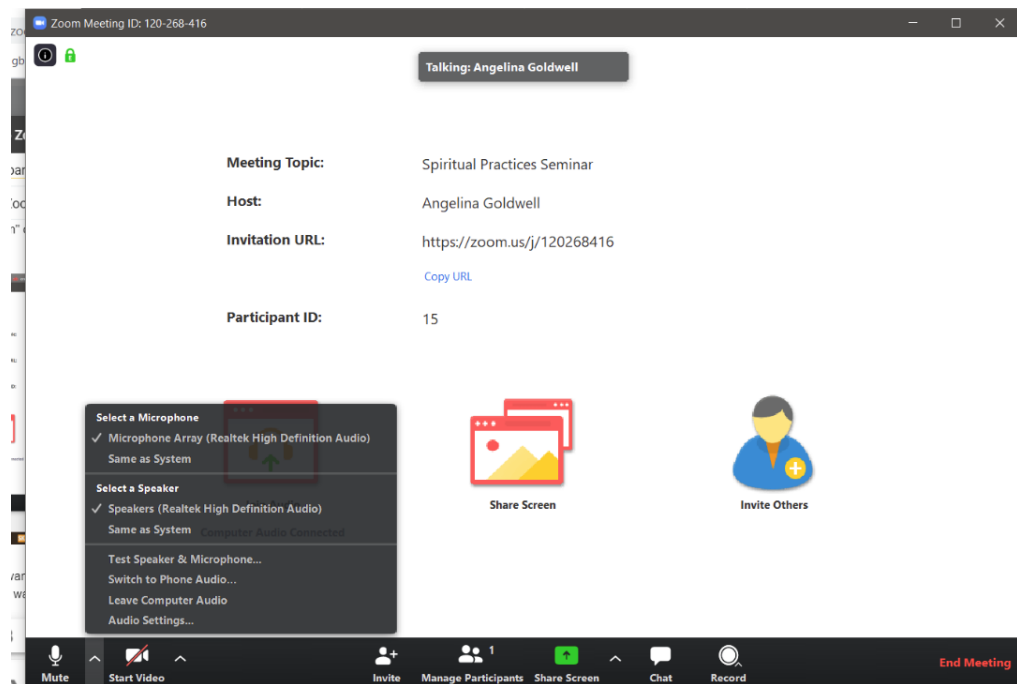 Zoom Meeting ID: 120-268-416
Talking: Angelina Goldwell
Meeting Topic: Spiritual Practices Seminar
Host: Angelina Goldwell
Invitation URL: https://zoom.us/j/120268416
Copy URL
Participant ID: 15
Select a Microphone
✓ Microphone Array (Realtek High Definition Audio)
Same as System
Select a Speaker
✓ Speakers (Realtek High Definition Audio)
Same as System
Computer Audio Connected
Test Speaker & Microphone...
Switch to Phone Audio...
Leave Computer Audio
Audio Settings...
Share Screen
Invite Others
Mute
Start Video
Invite
1
Manage Participants
Share Screen
Chat
Record
End Meeting